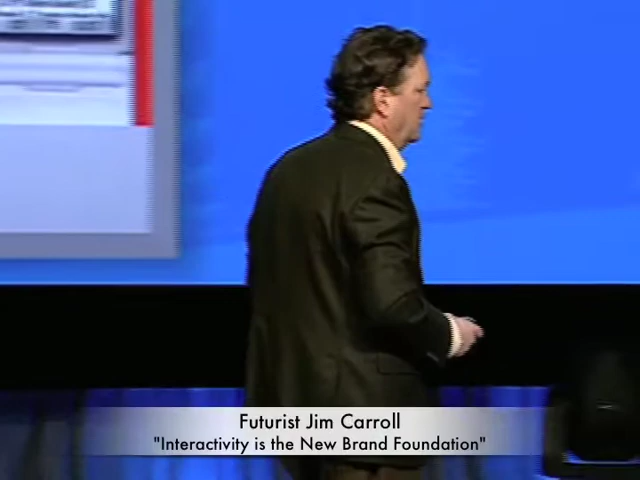 Futurist Jim Carroll
"Interactivity is the New Brand Foundation"